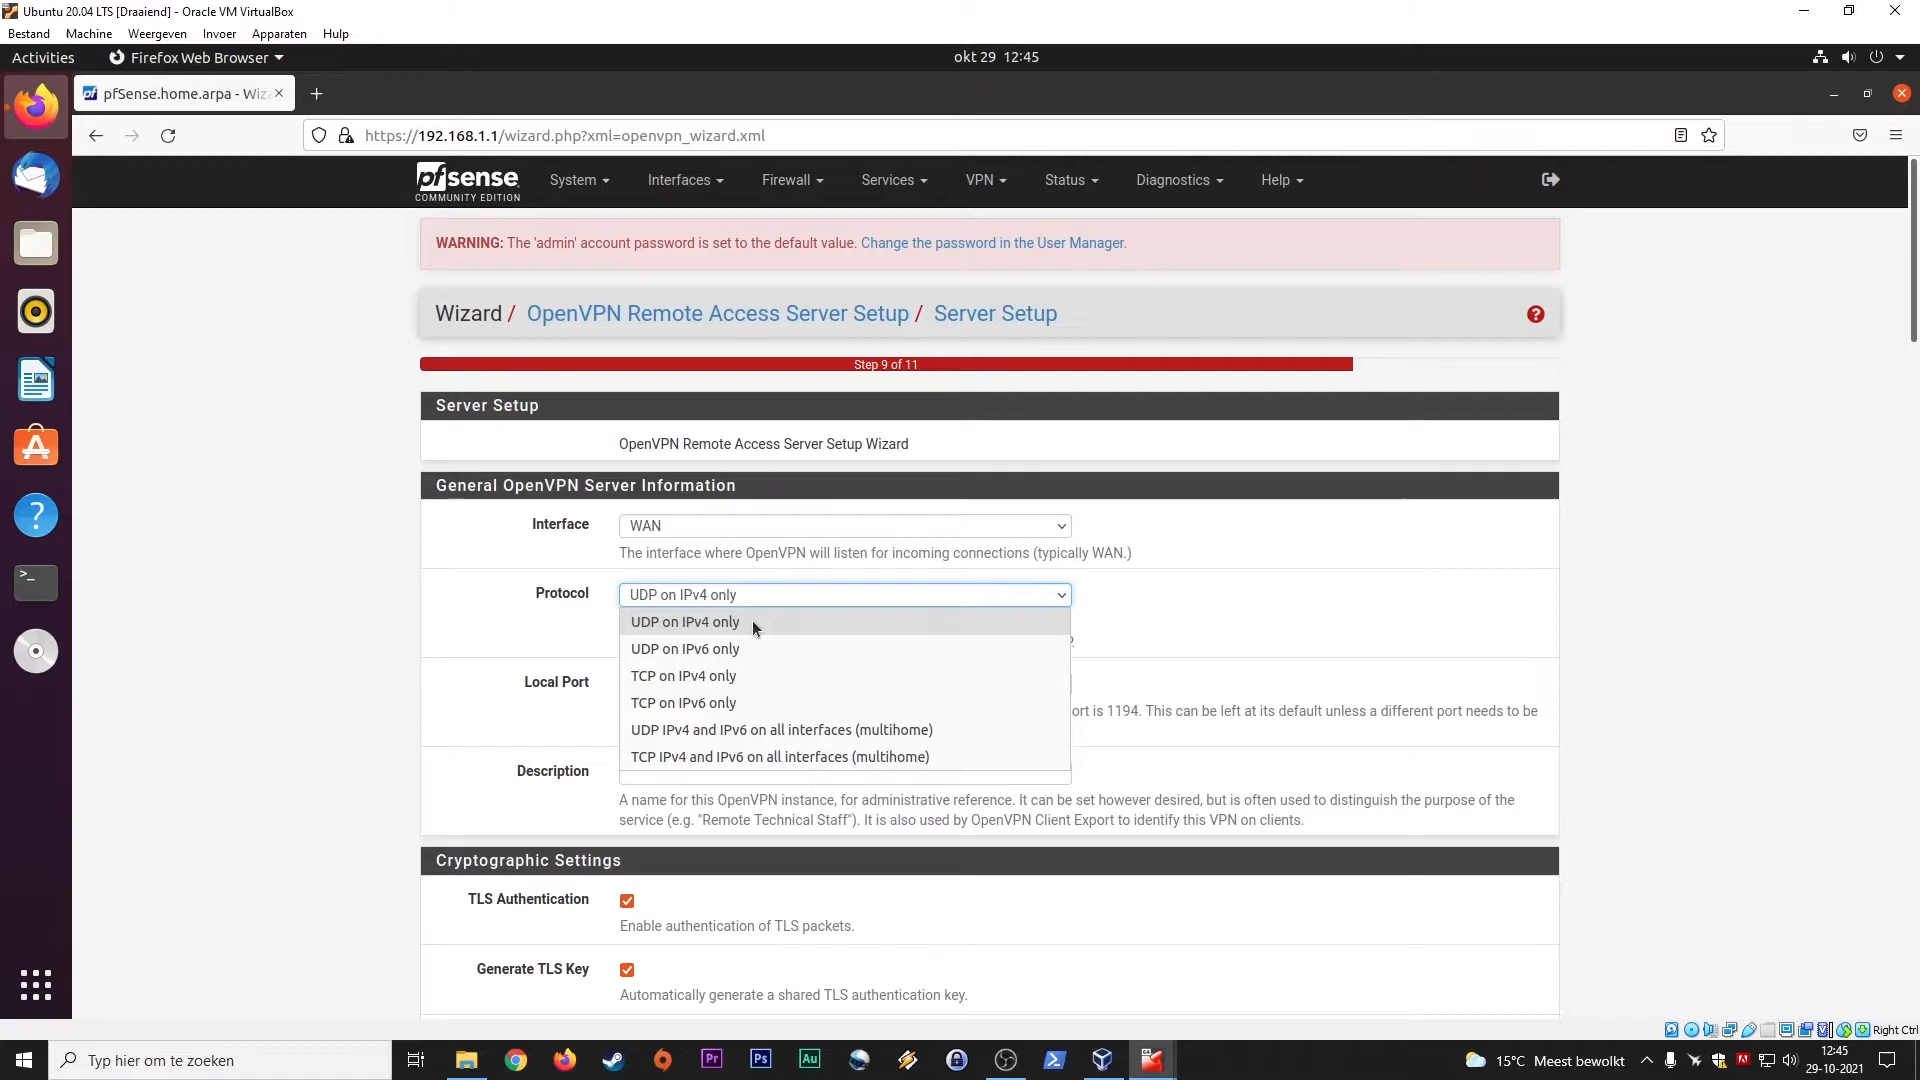 Ubuntu 20.04 LTS [Draaiend] - Oracle VM VirtualBox
Bestand Machine Weergeven Invoer Apparaten Hulp
Activities Firefox Web Browser okt 29 12:45
pfSense.home.arpa - Wiz
https://192.168.1.1/wizard.php?xml=openvpn_wizard.xml
pfsense
COMMUNITY EDITION
System Interfaces Firewall Services VPN Status Diagnostics Help
WARNING: The 'admin' account password is set to the default value. Change the password in the User Manager.
Wizard / OpenVPN Remote Access Server Setup / Server Setup
Step 9 of 11
Server Setup
OpenVPN Remote Access Server Setup Wizard
General OpenVPN Server Information
Interface WAN
The interface where OpenVPN will listen for incoming connections (typically WAN.)
Protocol UDP on IPv4 only
UDP on IPv4 only
UDP on IPv6 only
TCP on IPv4 only
TCP on IPv6 only
UDP IPv4 and IPv6 on all interfaces (multihome)
TCP IPv4 and IPv6 on all interfaces (multihome)
Local Port
ort is 1194. This can be left at its default unless a different port needs to be
Description
A name for this OpenVPN instance, for administrative reference. It can be set however desired, but is often used to distinguish the purpose of the
service (e.g. "Remote Technical Staff"). It is also used by OpenVPN Client Export to identify this VPN on clients.
Cryptographic Settings
TLS Authentication
Enable authentication of TLS packets.
Generate TLS Key
Automatically generate a shared TLS authentication key.
Right Ctrl
Typ hier om te zoeken
Pr Ps Au
15°C Meest bewolkt
12:45
29-10-2021